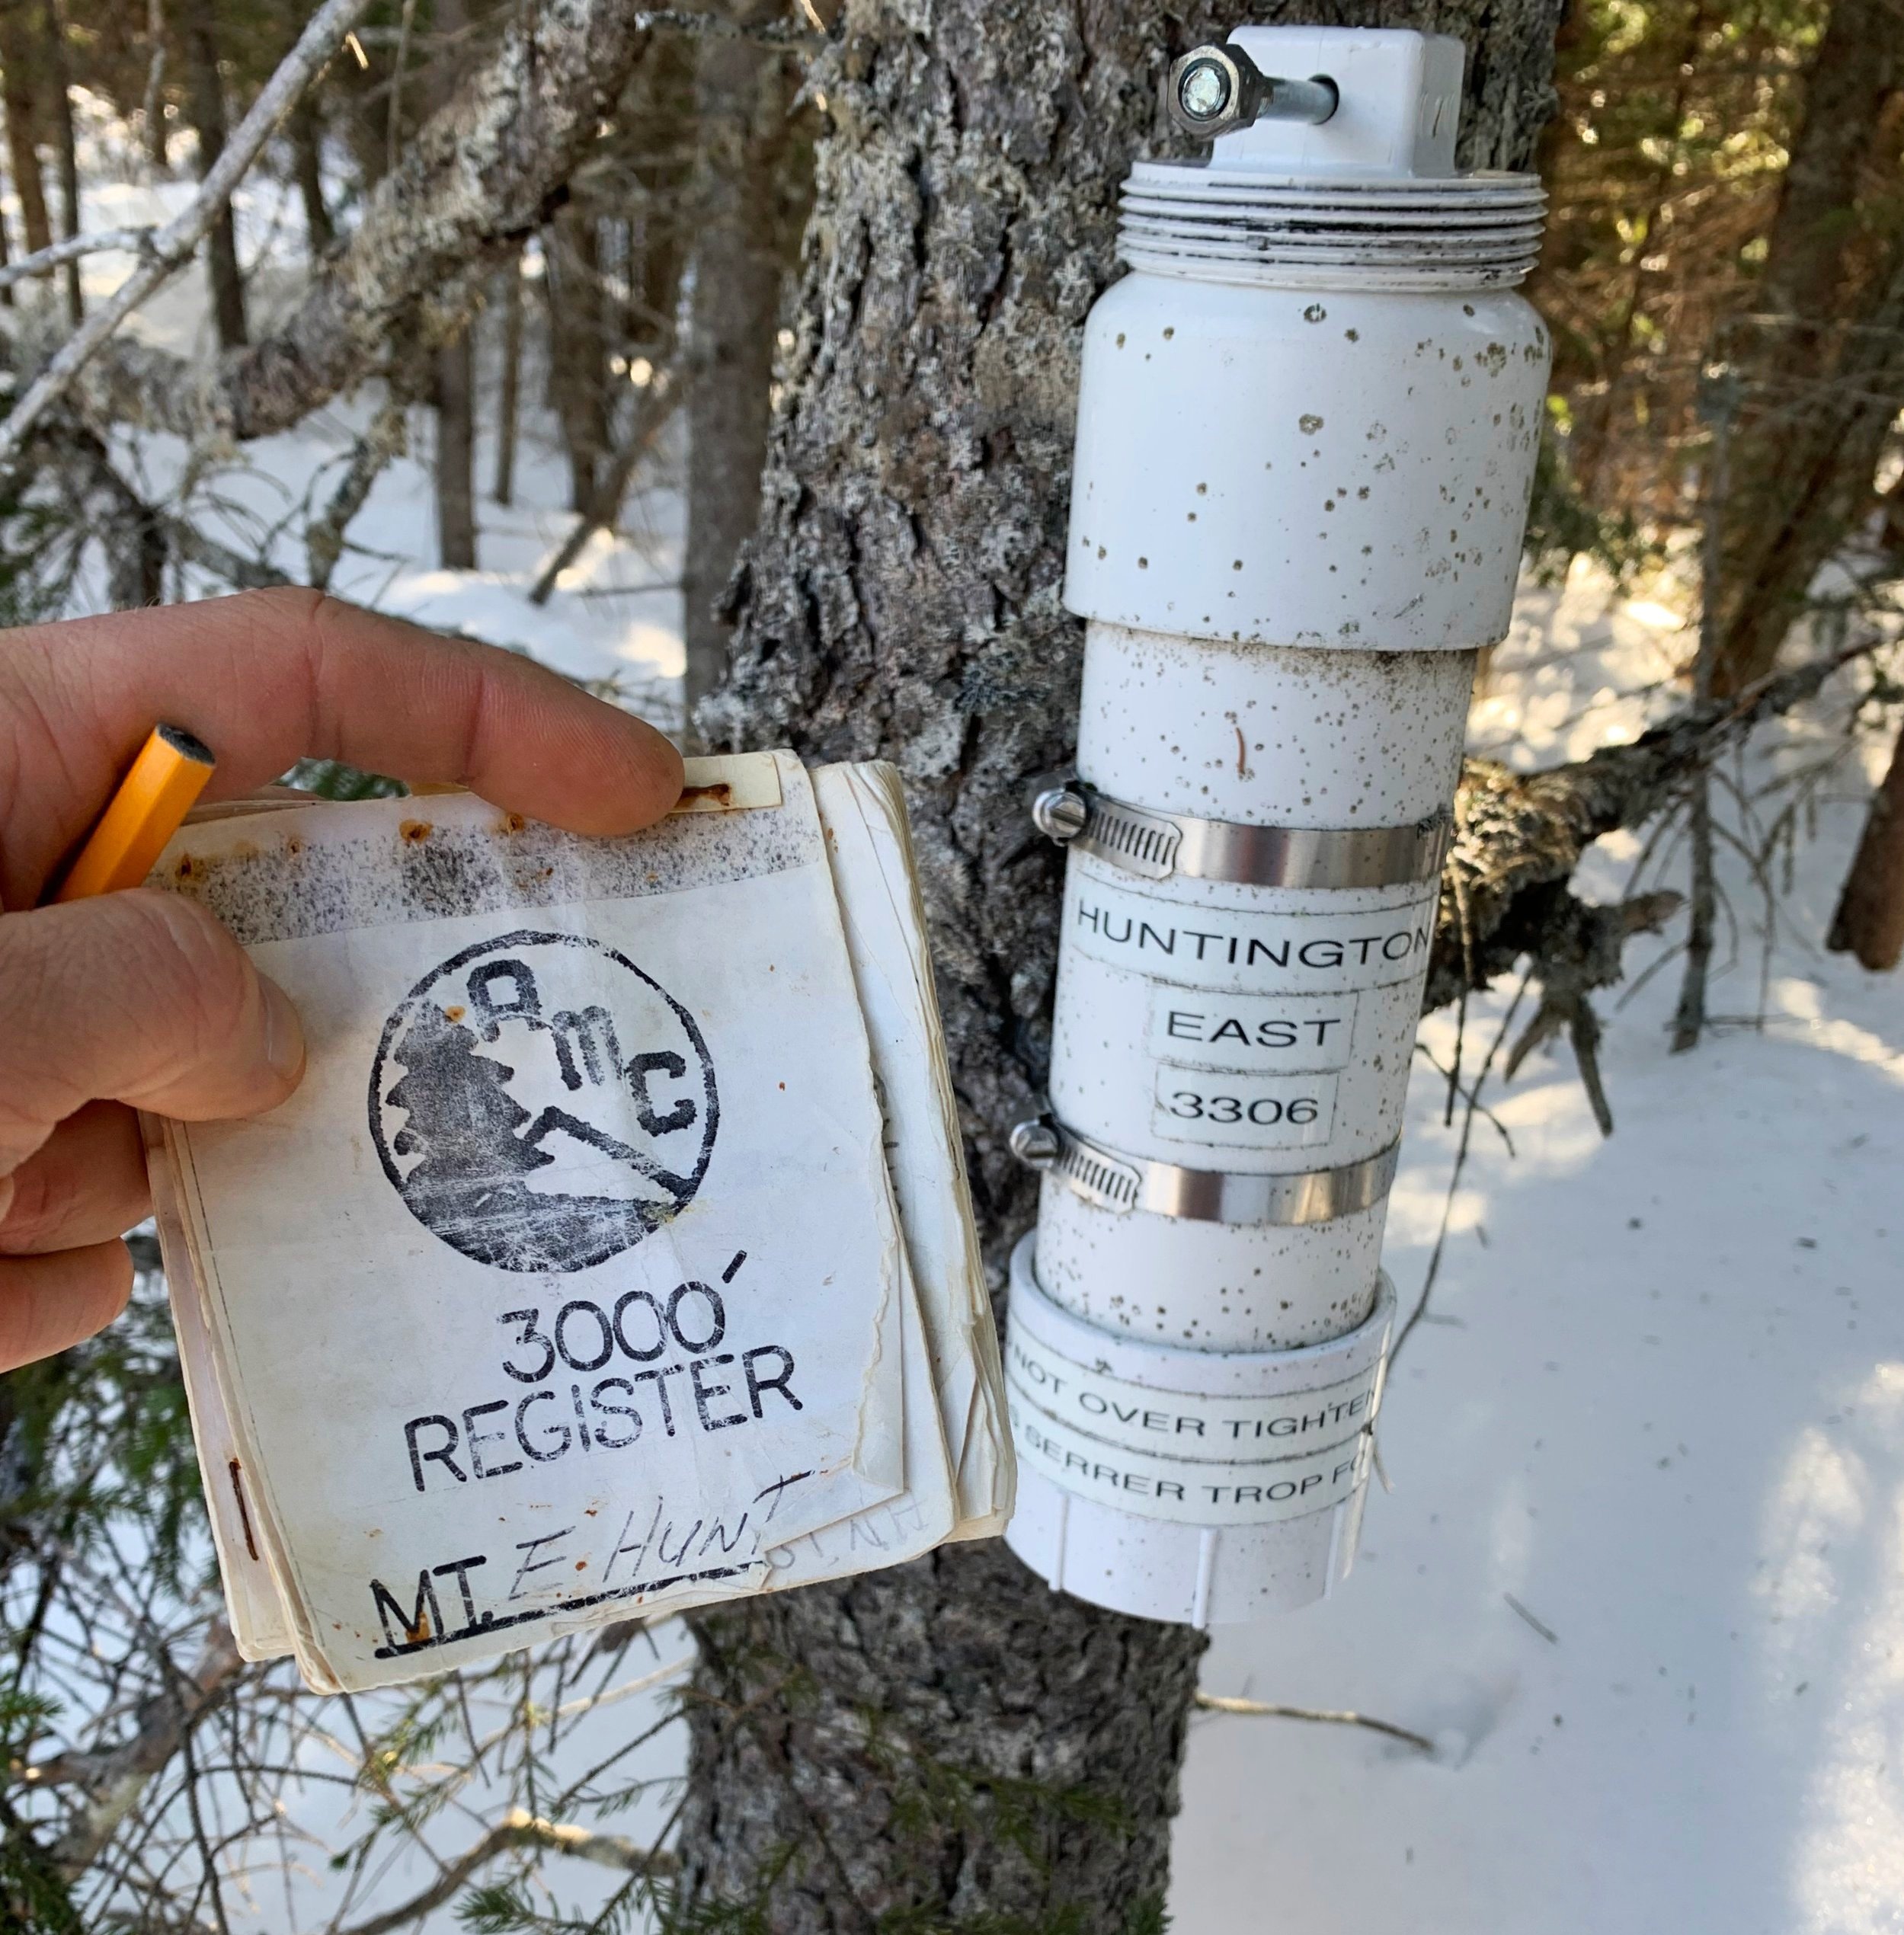 AMC
3000'
REGISTER
MT. E. HUNT
HUNTINGTON
EAST
3306
NOT OVER TIGHTEN
SERRER TROP